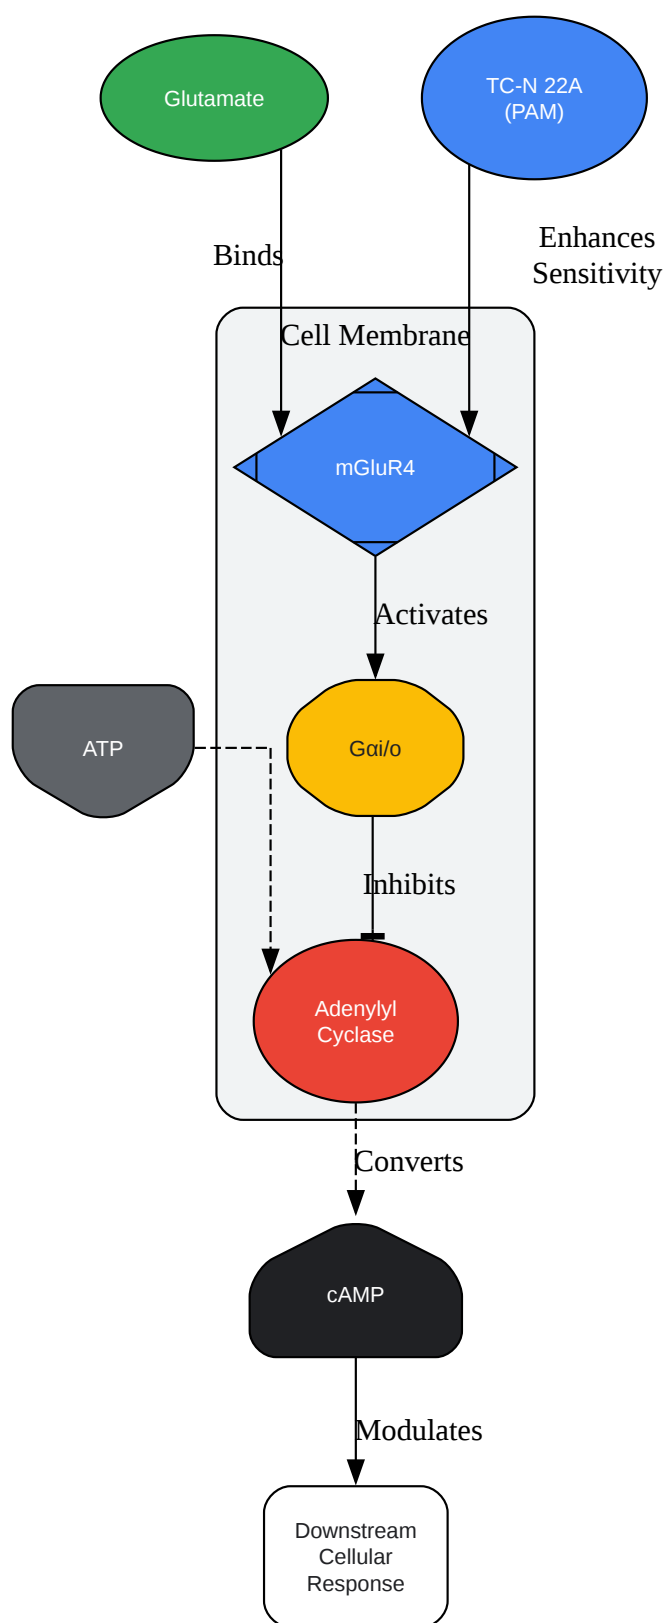 Glutamate
TC-N 22A
(PAM)
Binds
Enhances
Sensitivity
Cell Membrane
mGluR4
Activates
ATP
Gαi/o
Inhibits
Adenylyl
Cyclase
Converts
cAMP
Modulates
Downstream
Cellular
Response